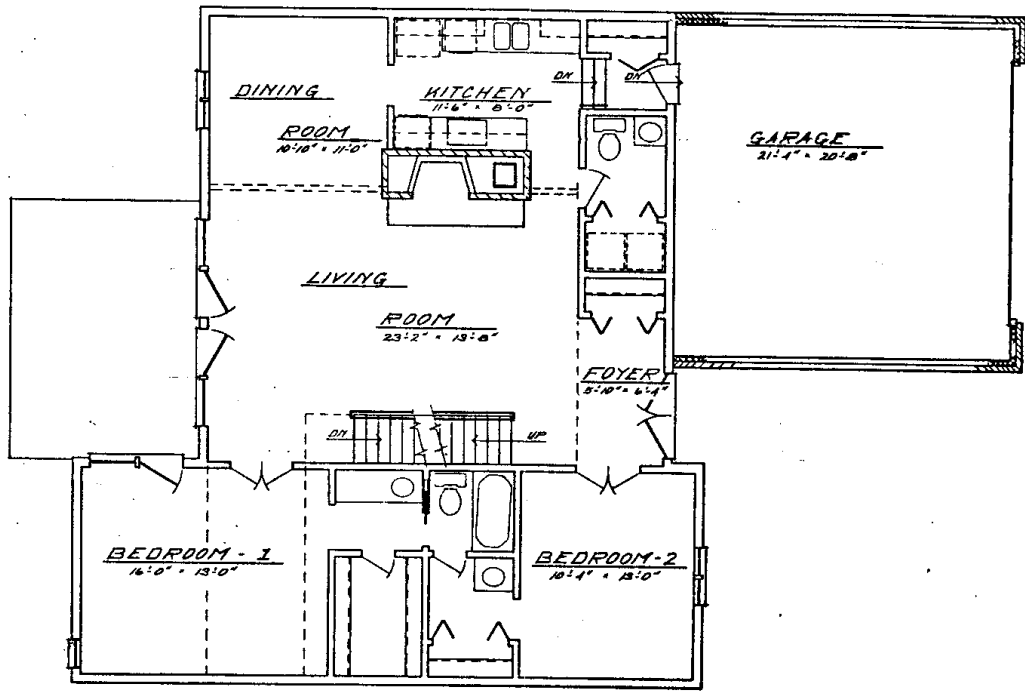 DINING
ROOM
10'-10" × 11'-0"
KITCHEN
11'-6" × 8'-0"
DN
DN
GARAGE
21'-4" × 20'-8"
LIVING
ROOM
23'-2" × 13'-8"
FOYER
5'-10" × 6'-4"
DN
UP
BEDROOM - 1
16'-0" × 13'-0"
BEDROOM-2
10'-4" × 13'-0"